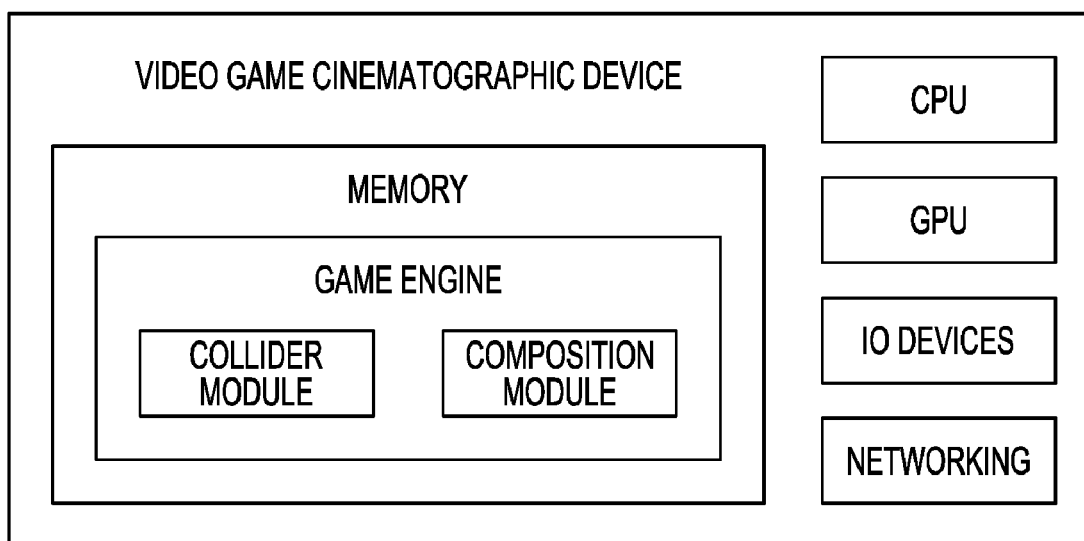 VIDEO GAME CINEMATOGRAPHIC DEVICE
MEMORY
GAME ENGINE
COLLIDER
MODULE
COMPOSITION
MODULE
CPU
GPU
IO DEVICES
NETWORKING